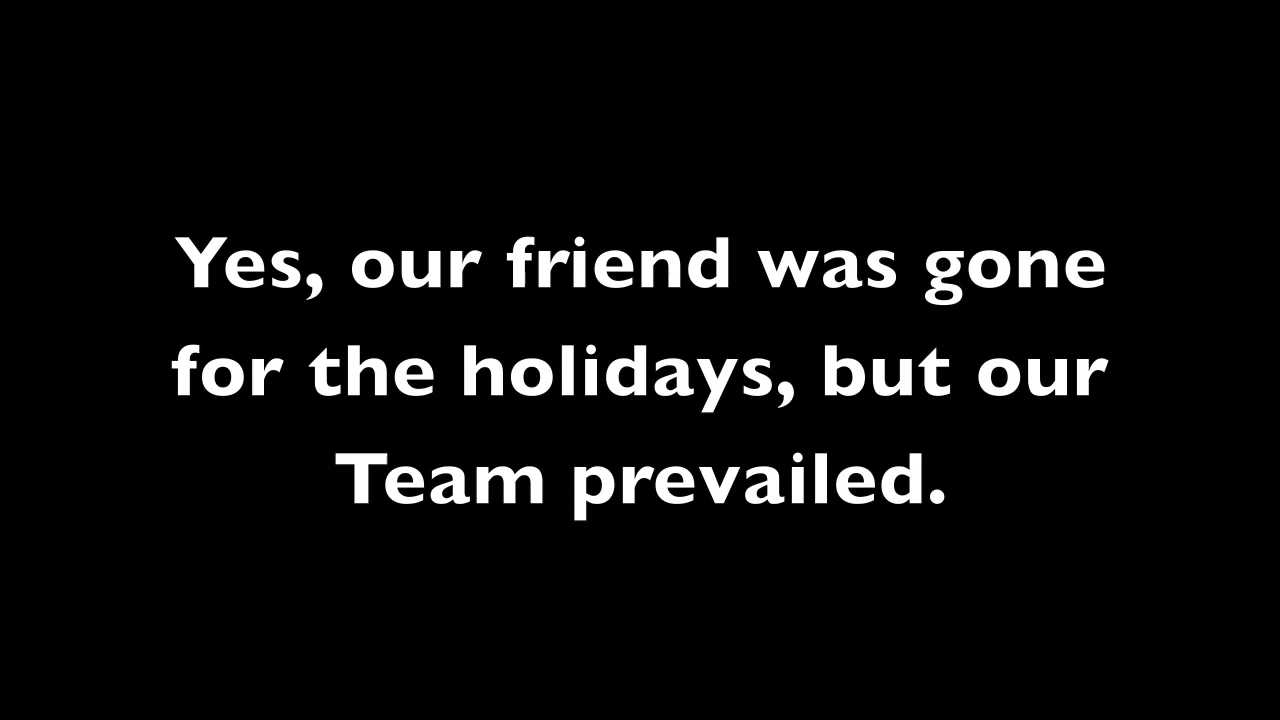 Yes, our friend was gone
for the holidays, but our
Team prevailed.